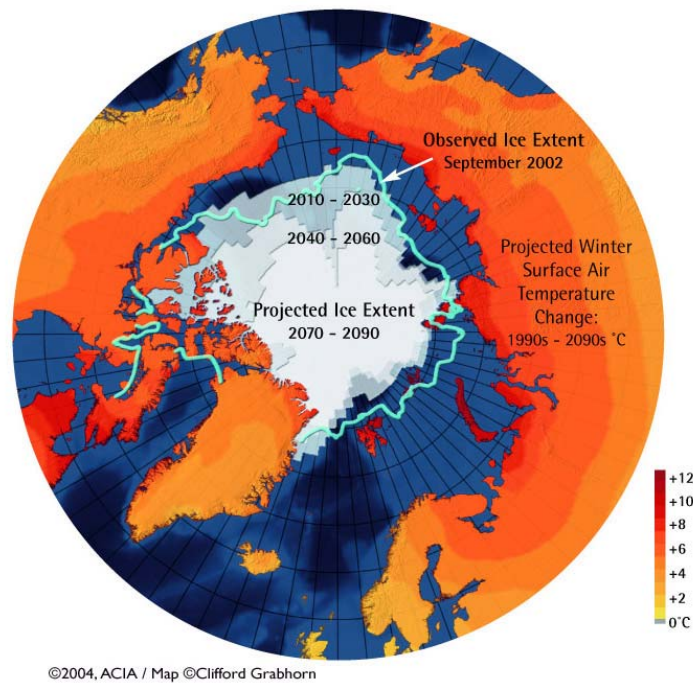 Observed Ice Extent
September 2002
2010 - 2030
2040 - 2060
Projected Winter
Surface Air
Temperature
Change:
1990s - 2090s °C
Projected Ice Extent
2070 - 2090
+12
+10
+8
+6
+4
+2
0°C
©2004, ACIA / Map ©Clifford Grabhorn